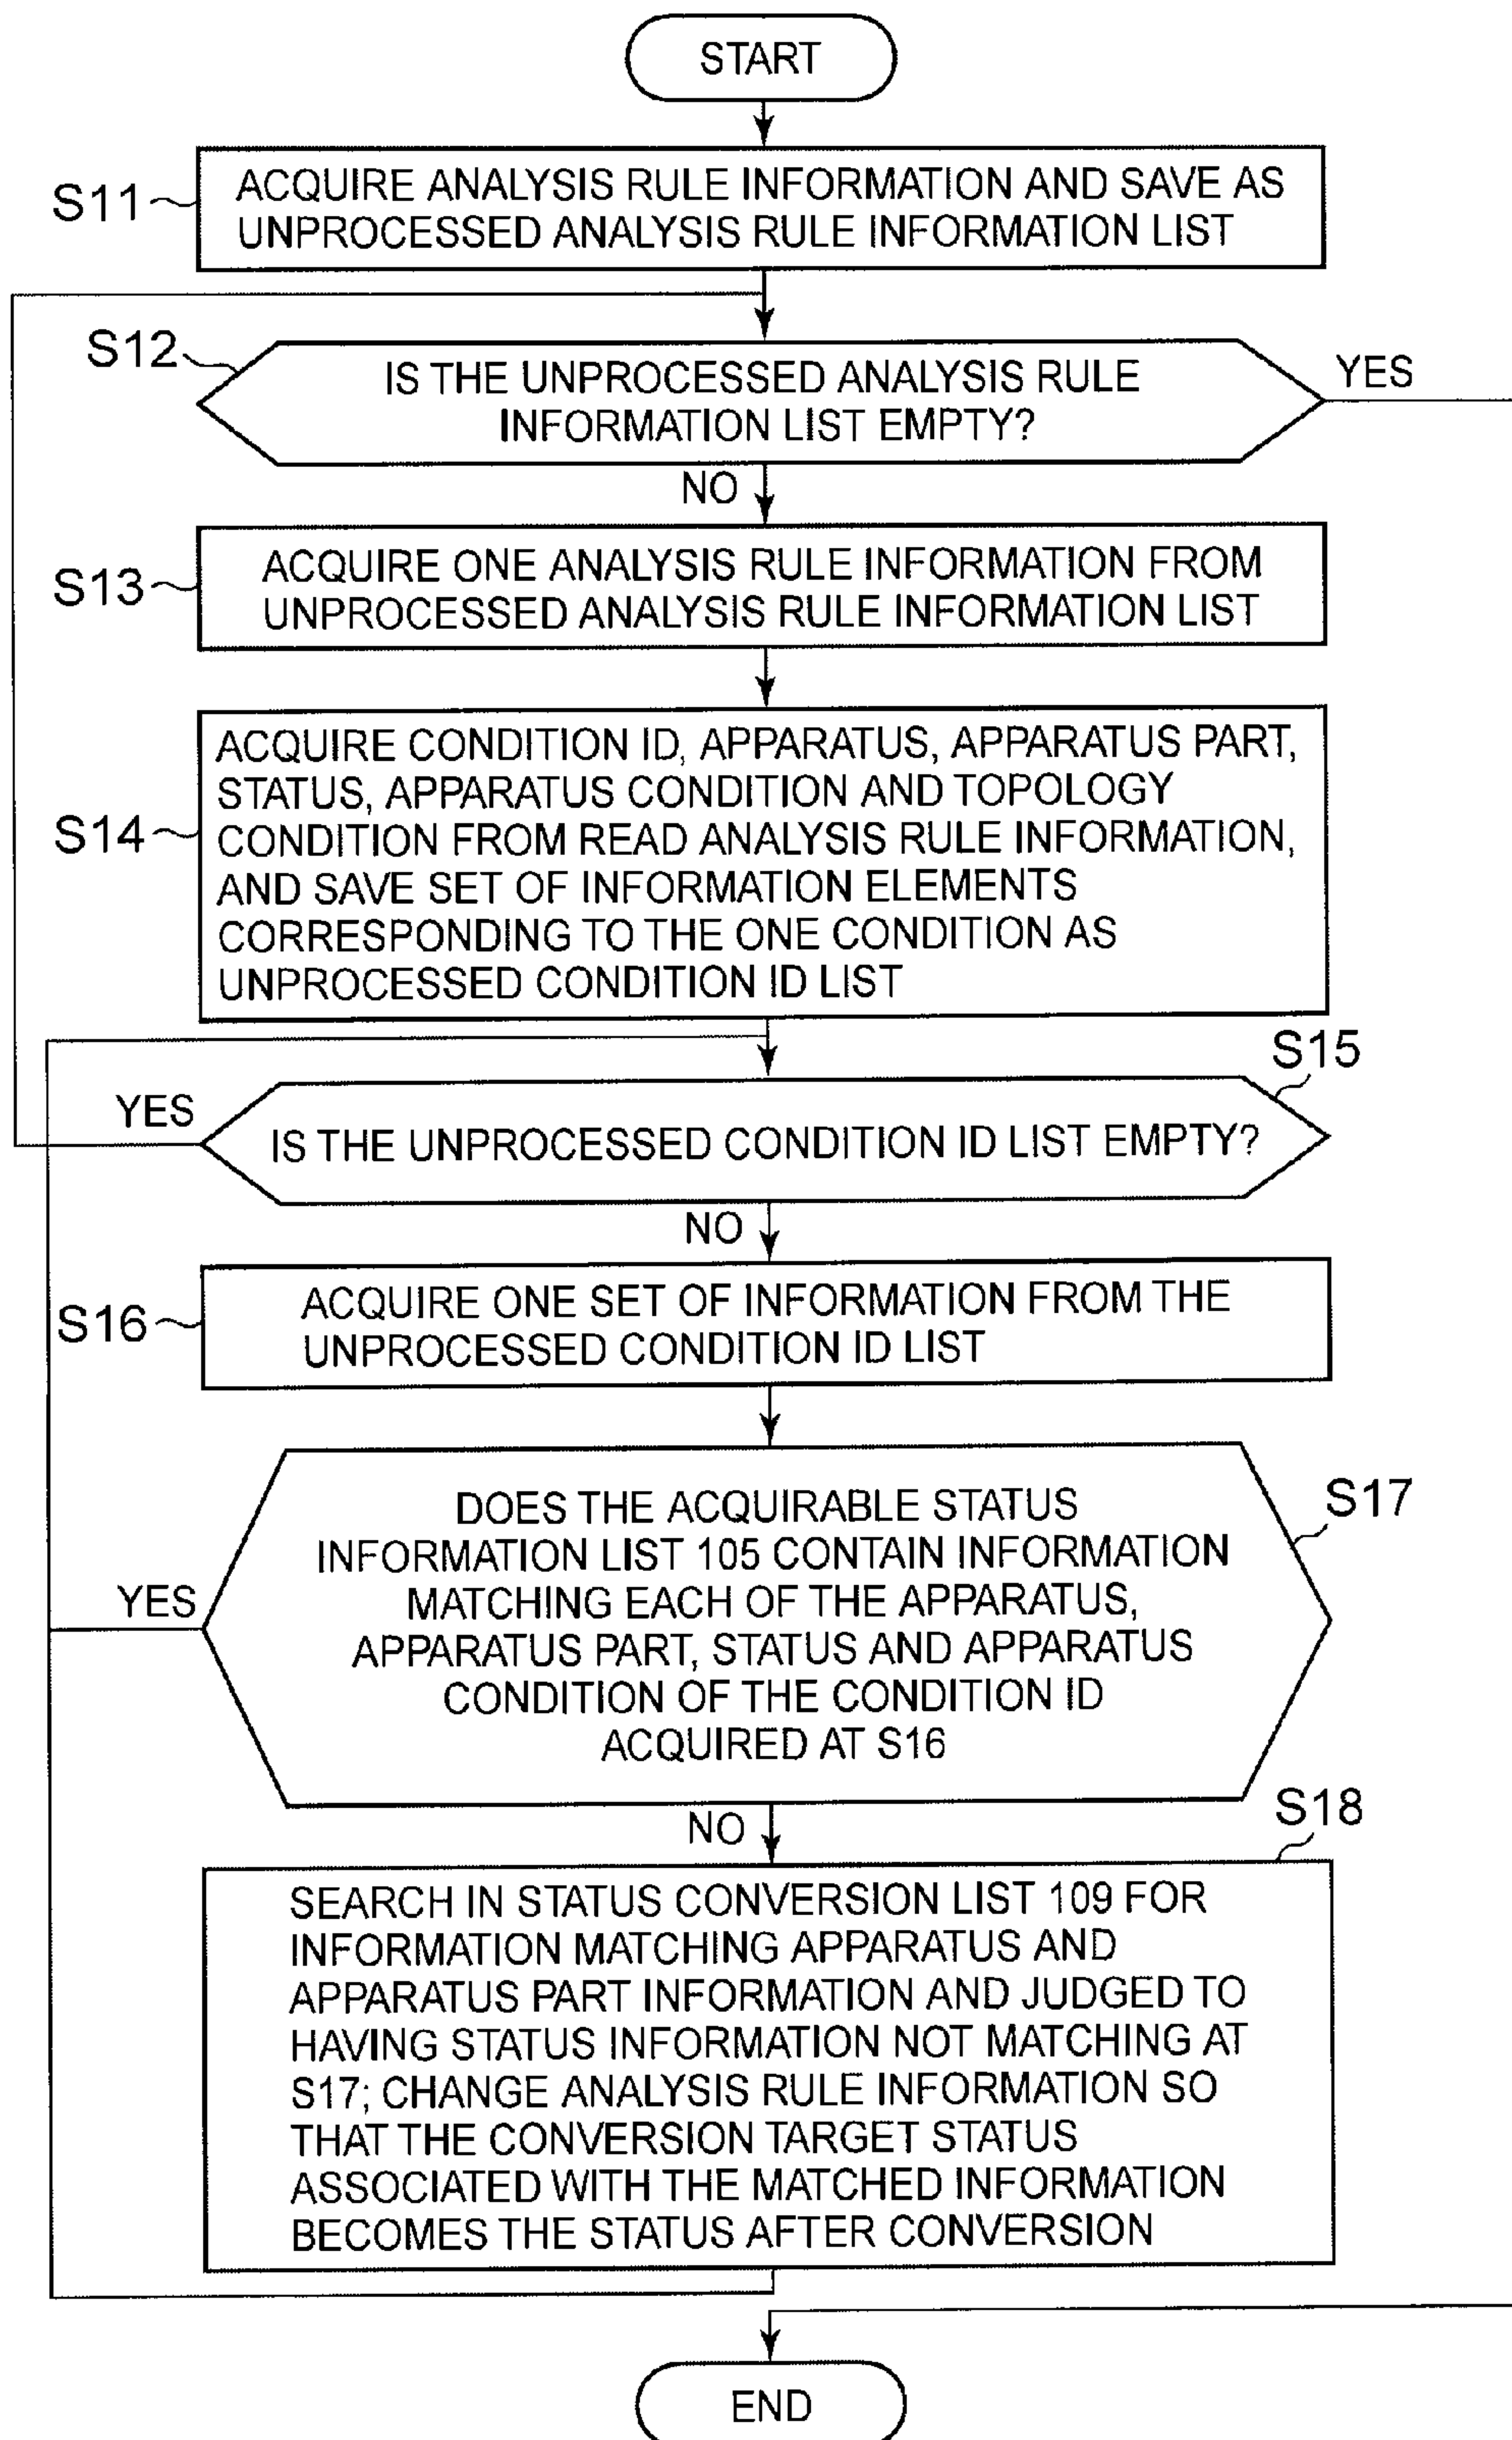 START
S11
ACQUIRE ANALYSIS RULE INFORMATION AND SAVE AS
UNPROCESSED ANALYSIS RULE INFORMATION LIST
S12
IS THE UNPROCESSED ANALYSIS RULE
INFORMATION LIST EMPTY?
YES
NO
S13
ACQUIRE ONE ANALYSIS RULE INFORMATION FROM
UNPROCESSED ANALYSIS RULE INFORMATION LIST
S14
ACQUIRE CONDITION ID, APPARATUS, APPARATUS PART,
STATUS, APPARATUS CONDITION AND TOPOLOGY
CONDITION FROM READ ANALYSIS RULE INFORMATION,
AND SAVE SET OF INFORMATION ELEMENTS
CORRESPONDING TO THE ONE CONDITION AS
UNPROCESSED CONDITION ID LIST
S15
YES
IS THE UNPROCESSED CONDITION ID LIST EMPTY?
NO
S16
ACQUIRE ONE SET OF INFORMATION FROM THE
UNPROCESSED CONDITION ID LIST
S17
DOES THE ACQUIRABLE STATUS
INFORMATION LIST 105 CONTAIN INFORMATION
MATCHING EACH OF THE APPARATUS,
APPARATUS PART, STATUS AND APPARATUS
CONDITION OF THE CONDITION ID
ACQUIRED AT S16
YES
NO
S18
SEARCH IN STATUS CONVERSION LIST 109 FOR
INFORMATION MATCHING APPARATUS AND
APPARATUS PART INFORMATION AND JUDGED TO
HAVING STATUS INFORMATION NOT MATCHING AT
S17; CHANGE ANALYSIS RULE INFORMATION SO
THAT THE CONVERSION TARGET STATUS
ASSOCIATED WITH THE MATCHED INFORMATION
BECOMES THE STATUS AFTER CONVERSION
END